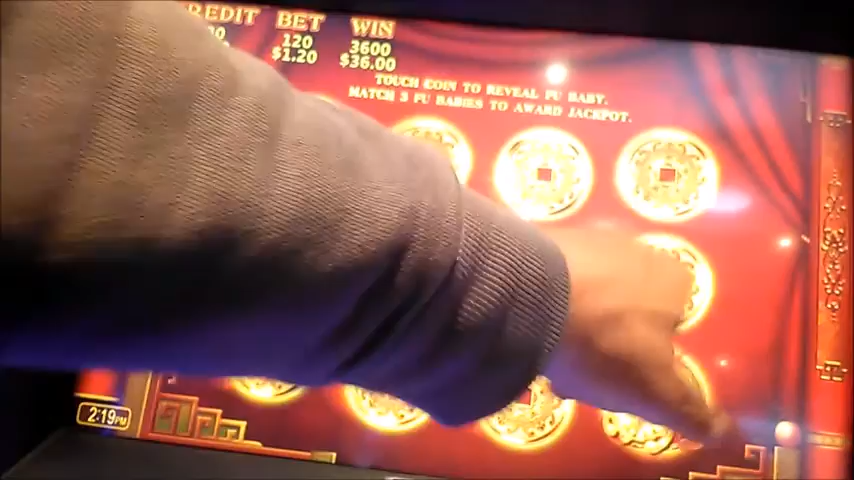 REDIT BET WIN
0 120 3600
$1.20 $36.00
TOUCH COIN TO REVEAL FU BABY.
MATCH 3 FU BABIES TO AWARD JACKPOT.
2:19PM